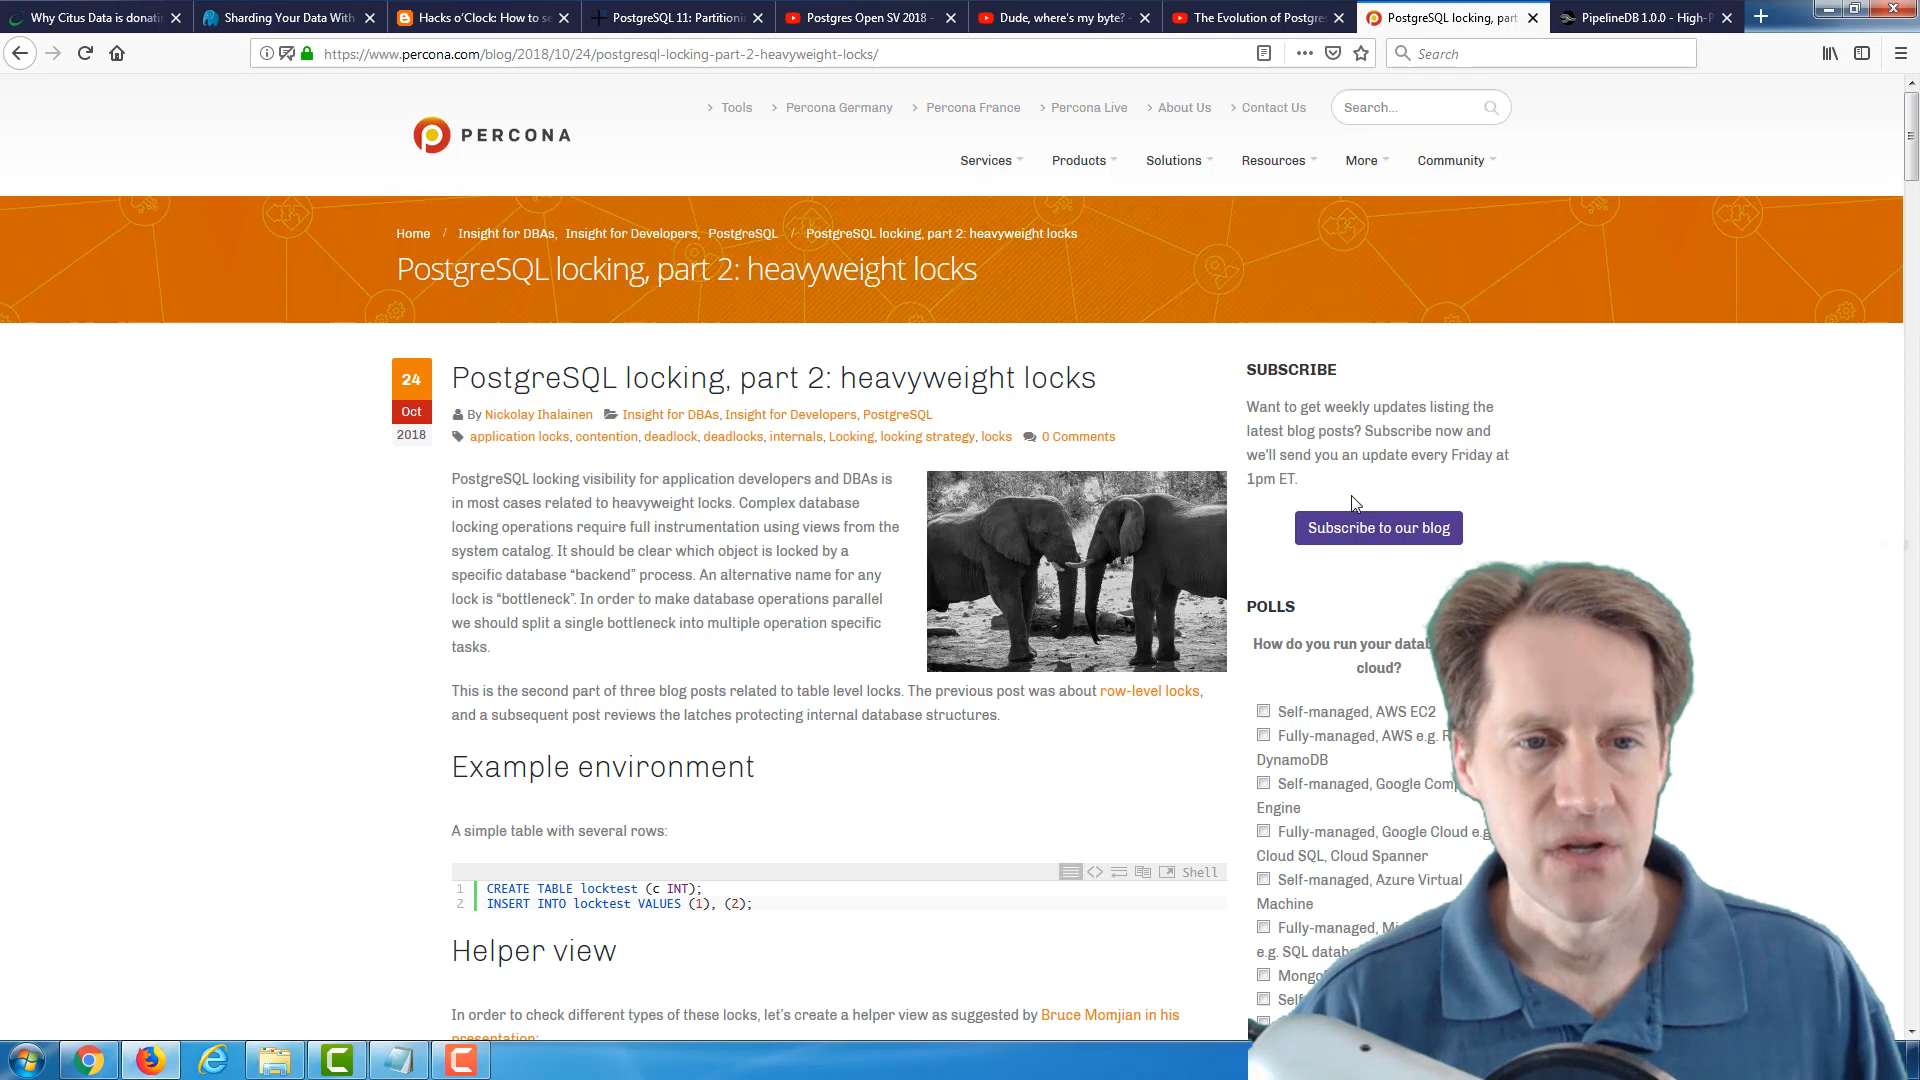 Why Citus Data is donati
Sharding Your Data With
Hacks o'Clock: How to se
PostgreSQL 11: Partitionin
Postgres Open SV 2018 -
Dude, where's my byte? -
The Evolution of Postgres
PostgreSQL locking, part
PipelineDB 1.0.0 - High-P
https://www.percona.com/blog/2018/10/24/postgresql-locking-part-2-heavyweight-locks/
Search
> Tools > Percona Germany > Percona France > Percona Live > About Us > Contact Us
Search...
PERCONA
Services Products Solutions Resources More Community
Home / Insight for DBAs, Insight for Developers, PostgreSQL / PostgreSQL locking, part 2: heavyweight locks
PostgreSQL locking, part 2: heavyweight locks
24
Oct
2018
PostgreSQL locking, part 2: heavyweight locks
By Nickolay Ihalainen Insight for DBAs, Insight for Developers, PostgreSQL
application locks, contention, deadlock, deadlocks, internals, Locking, locking strategy, locks 0 Comments
PostgreSQL locking visibility for application developers and DBAs is
in most cases related to heavyweight locks. Complex database
locking operations require full instrumentation using views from the
system catalog. It should be clear which object is locked by a
specific database “backend” process. An alternative name for any
lock is “bottleneck”. In order to make database operations parallel
we should split a single bottleneck into multiple operation specific
tasks.
This is the second part of three blog posts related to table level locks. The previous post was about row-level locks,
and a subsequent post reviews the latches protecting internal database structures.
Example environment
A simple table with several rows:
Shell
1 CREATE TABLE locktest (c INT);
2 INSERT INTO locktest VALUES (1), (2);
Helper view
In order to check different types of these locks, let's create a helper view as suggested by Bruce Momjian in his
presentation:
SUBSCRIBE
Want to get weekly updates listing the
latest blog posts? Subscribe now and
we'll send you an update every Friday at
1pm ET.
Subscribe to our blog
POLLS
How do you run your datab
cloud?
Self-managed, AWS EC2
Fully-managed, AWS e.g. R
DynamoDB
Self-managed, Google Comp
Engine
Fully-managed, Google Cloud e.g
Cloud SQL, Cloud Spanner
Self-managed, Azure Virtual
Machine
Fully-managed, Mi
e.g. SQL datab
Mongo
Self